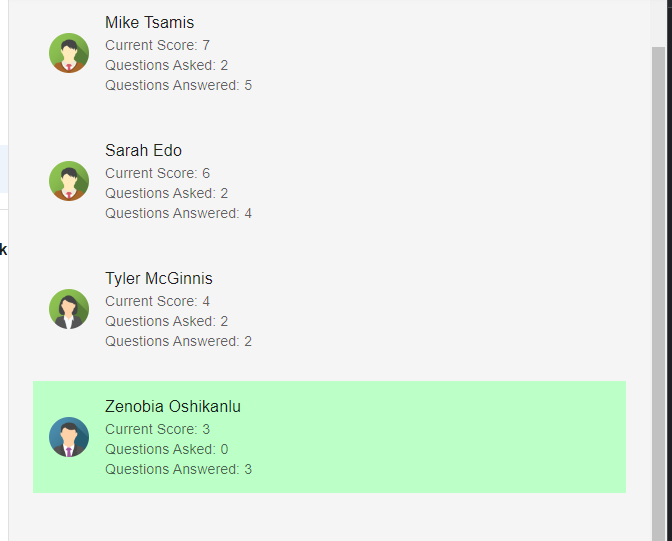 Mike Tsamis
Current Score: 7
Questions Asked: 2
Questions Answered: 5
Sarah Edo
Current Score: 6
Questions Asked: 2
Questions Answered: 4
k
Tyler McGinnis
Current Score: 4
Questions Asked: 2
Questions Answered: 2
Zenobia Oshikanlu
Current Score: 3
Questions Asked: 0
Questions Answered: 3